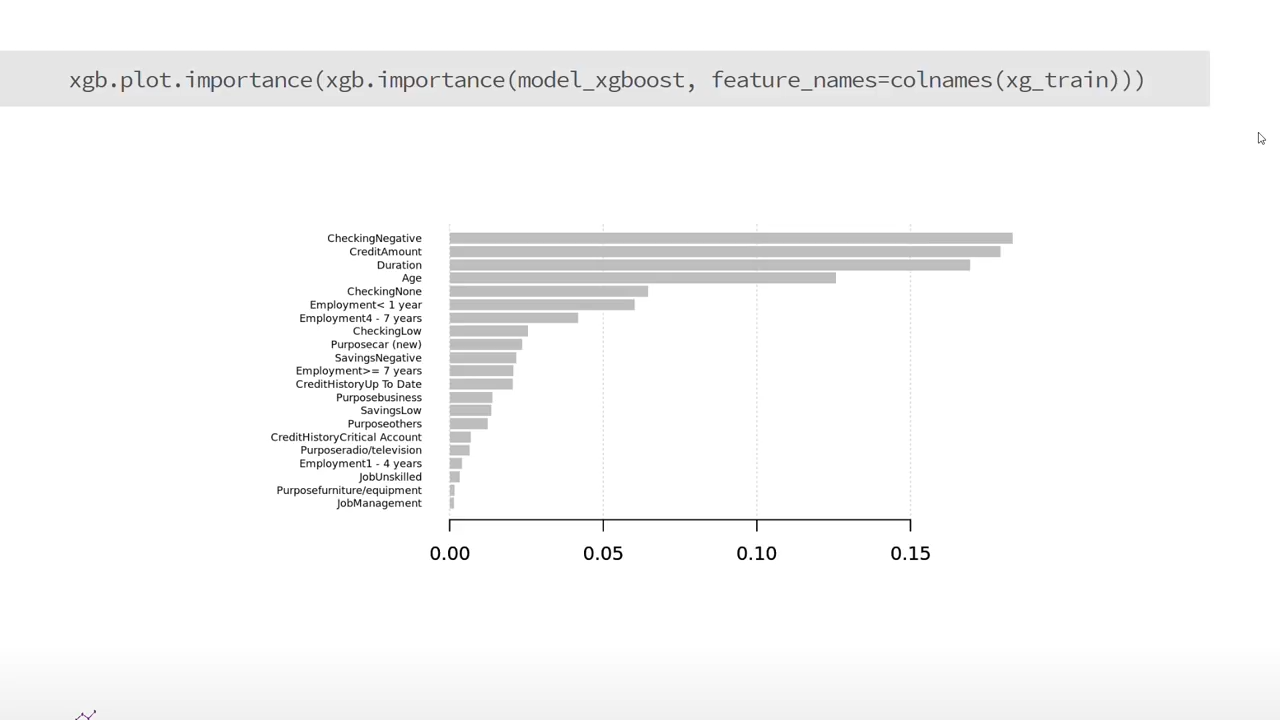 xgb.plot.importance(xgb.importance(model_xgboost, feature_names=colnames(xg_train)))
CheckingNegative
CreditAmount
Duration
Age
CheckingNone
Employment< 1 year
Employment4 - 7 years
CheckingLow
Purposecar (new)
SavingsNegative
Employment>= 7 years
CreditHistoryUp To Date
Purposebusiness
SavingsLow
Purposeothers
CreditHistoryCritical Account
Purposeradio/television
Employment1 - 4 years
JobUnskilled
Purposefurniture/equipment
JobManagement
0.00 0.05 0.10 0.15